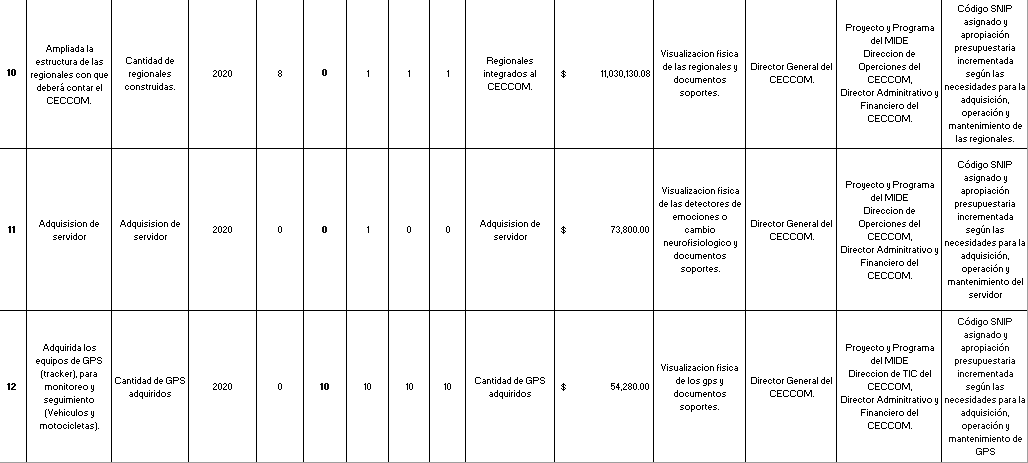 10
Ampliada la
estructura de las
regionales con que
deberá contar el
CECCOM.
Cantidad de
regionales
construidas.
2020
8
0
1
1
1
Regionales
integrados al
CECCOM.
$ 11,030,130.08
Visualizacion fisica
de las regionales y
documentos
soportes.
Director General del
CECCOM.
Proyecto y Programa
del MIDE
Direccion de
Operciones del
CECCOM,
Director Adminitrativo y
Financiero del
CECCOM.
Código SNIP
asignado y
apropiación
presupuestaria
incrementada
según las
necesidades para la
adquisición,
operación y
mantenimiento de
las regionales.
11
Adquisision de
servidor
Adquisision de
servidor
2020
0
0
1
0
0
Adquisision de
servidor
$ 73,800.00
Visualizacion fisica
de las detectores de
emociones o
cambio
neurofisiologico y
documentos
soportes.
Director General del
CECCOM.
Proyecto y Programa
del MIDE
Direccion de
Operciones del
CECCOM,
Director Adminitrativo y
Financiero del
CECCOM.
Código SNIP
asignado y
apropiación
presupuestaria
incrementada
según las
necesidades para la
adquisición,
operación y
mantenimiento del
servidor
12
Adquirida los
equipos de GPS
(tracker), para
monitoreo y
seguimiento
(Vehiculos y
motocicletas).
Cantidad de GPS
adquiridos
2020
0
10
10
10
10
Cantidad de GPS
adquiridos
$ 54,280.00
Visualizacion fisica
de los gps y
documentos
soportes.
Director General del
CECCOM.
Proyecto y Programa
del MIDE
Direccion de TIC del
CECCOM,
Director Adminitrativo y
Financiero del
CECCOM.
Código SNIP
asignado y
apropiación
presupuestaria
incrementada
según las
necesidades para la
adquisición,
operación y
mantenimiento de
GPS